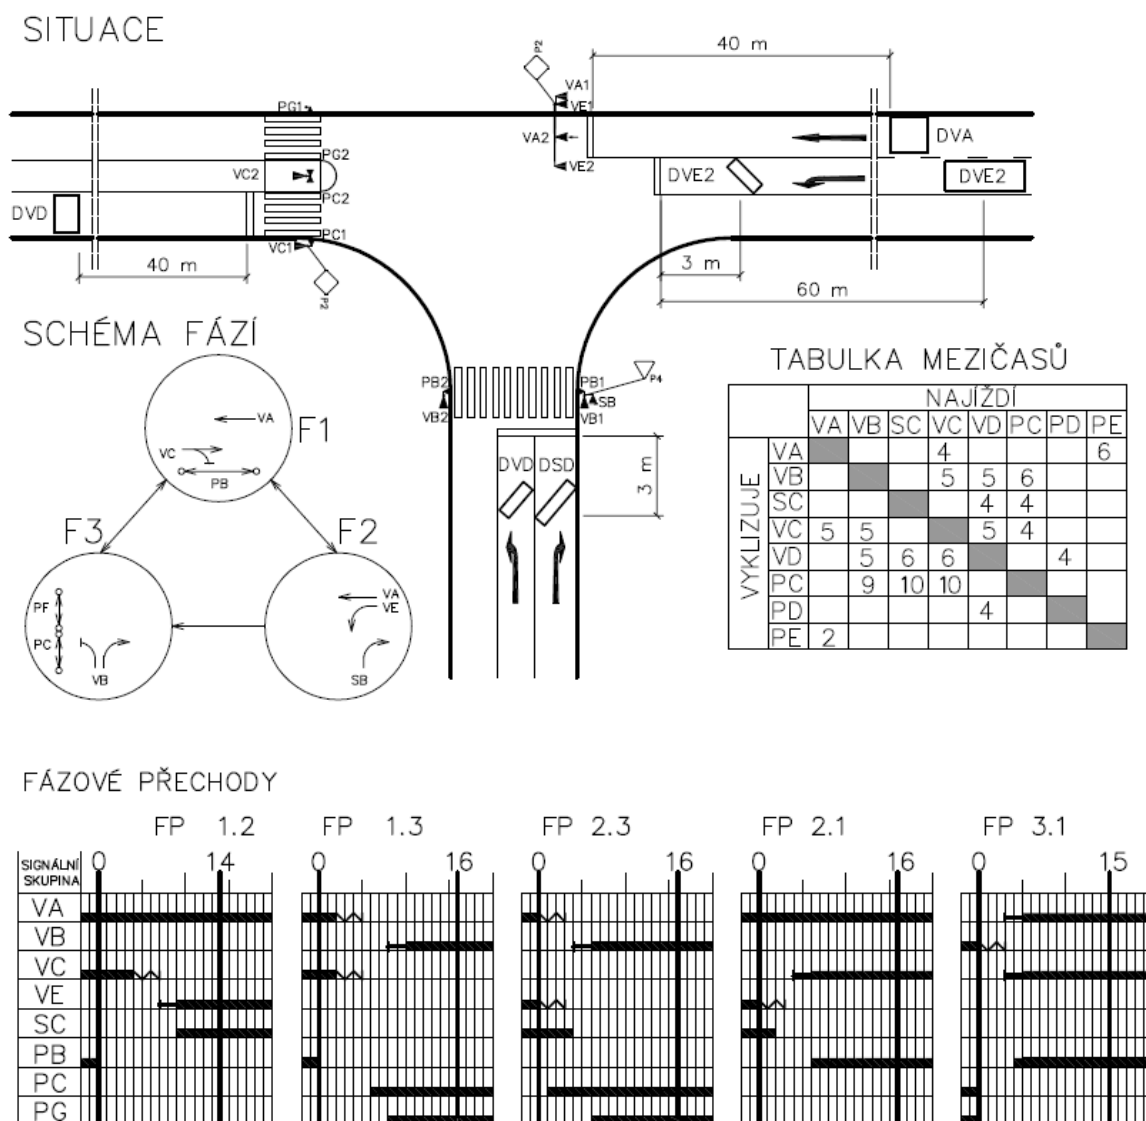 SITUACE
P2
40 m
VA1
PG1
VE1
VA2
DVA
PG2
VE2
VC2
DVE2
DVE2
PC2
DVD
PC1
VC1
40 m
3 m
P2
60 m
SCHÉMA FÁZÍ
TABULKA MEZIČASŮ
PB2
PB1
P4
SB
VB2
VB1
NAJÍŽDÍ
VA VB SC VC VD PC PD PE
VYKLIZUJE
VA 4 6
VB 5 5 6
SC 4 4
VC 5 5 5 4
VD 5 6 6 4
PC 9 10 10
PD 4
PE 2
DVD DSD
3 m
VA
F1
VC
PB
F3
F2
PF
PC
VB
VA
VE
SB
FÁZOVÉ PŘECHODY
FP 1.2 FP 1.3 FP 2.3 FP 2.1 FP 3.1
SIGNÁLNÍ
SKUPINA
0 14 0 16 0 16 0 16 0 15
VA
VB
VC
VE
SC
PB
PC
PG